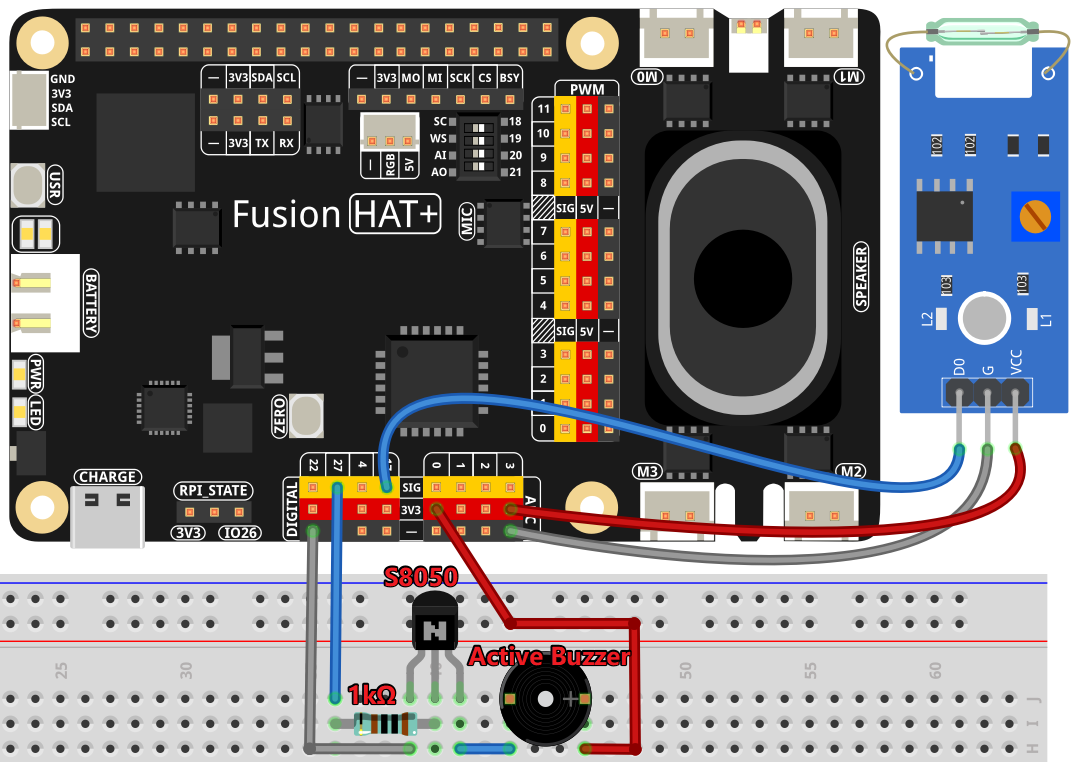 M0
M1
GND
3V3
SDA
SCL
— 3V3 SDA SCL
— 3V3 MO MI SCK CS BSY
— 3V3 TX RX
— RGB 5V
SC 18
WS 19
AI 20
AO 21
PWM
11
10
9
8
SIG 5V —
7
6
5
4
SIG 5V —
3
2
1
0
USR
Fusion HAT+
MIC
BATTERY
SPEAKER
PWR
LED
ZERO
CHARGE
RPI_STATE
3V3 IO26
DIGITAL
22 27 4
SIG
3V3
—
0 1 2 3
M3
M2
102 102
103 103
L2 L1
D0 G VCC
S8050
N
Active Buzzer
+
1kΩ
25 30 50 55 60
J
I
H